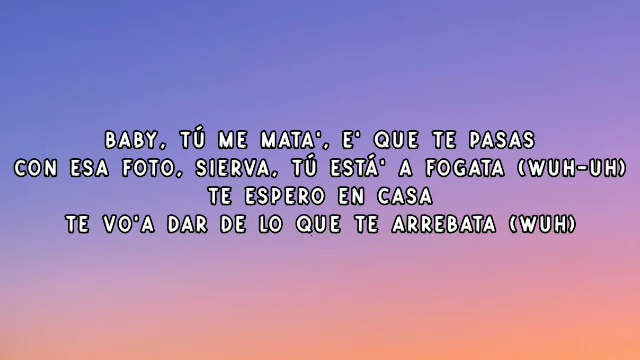 BABY, TÚ ME MATA', E' QUE TE PASAS
CON ESA FOTO, SIERVA, TÚ ESTÁ' A FOGATA (WUH-UH)
TE ESPERO EN CASA
TE VO'A DAR DE LO QUE TE ARREBATA (WUH)